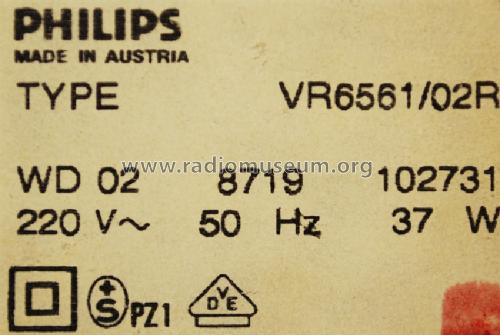 PHILIPS
MADE IN AUSTRIA
TYPE VR6561/02R
www.radiomuseum.org
WD 02 8719 102731
220 V~ 50 Hz 37 W
+S PZ1 DVE